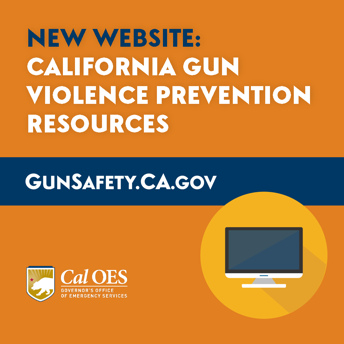 NEW WEBSITE:
CALIFORNIA GUN
VIOLENCE PREVENTION
RESOURCES
GUNSAFETY.CA.GOV
Cal OES
GOVERNOR'S OFFICE
OF EMERGENCY SERVICES